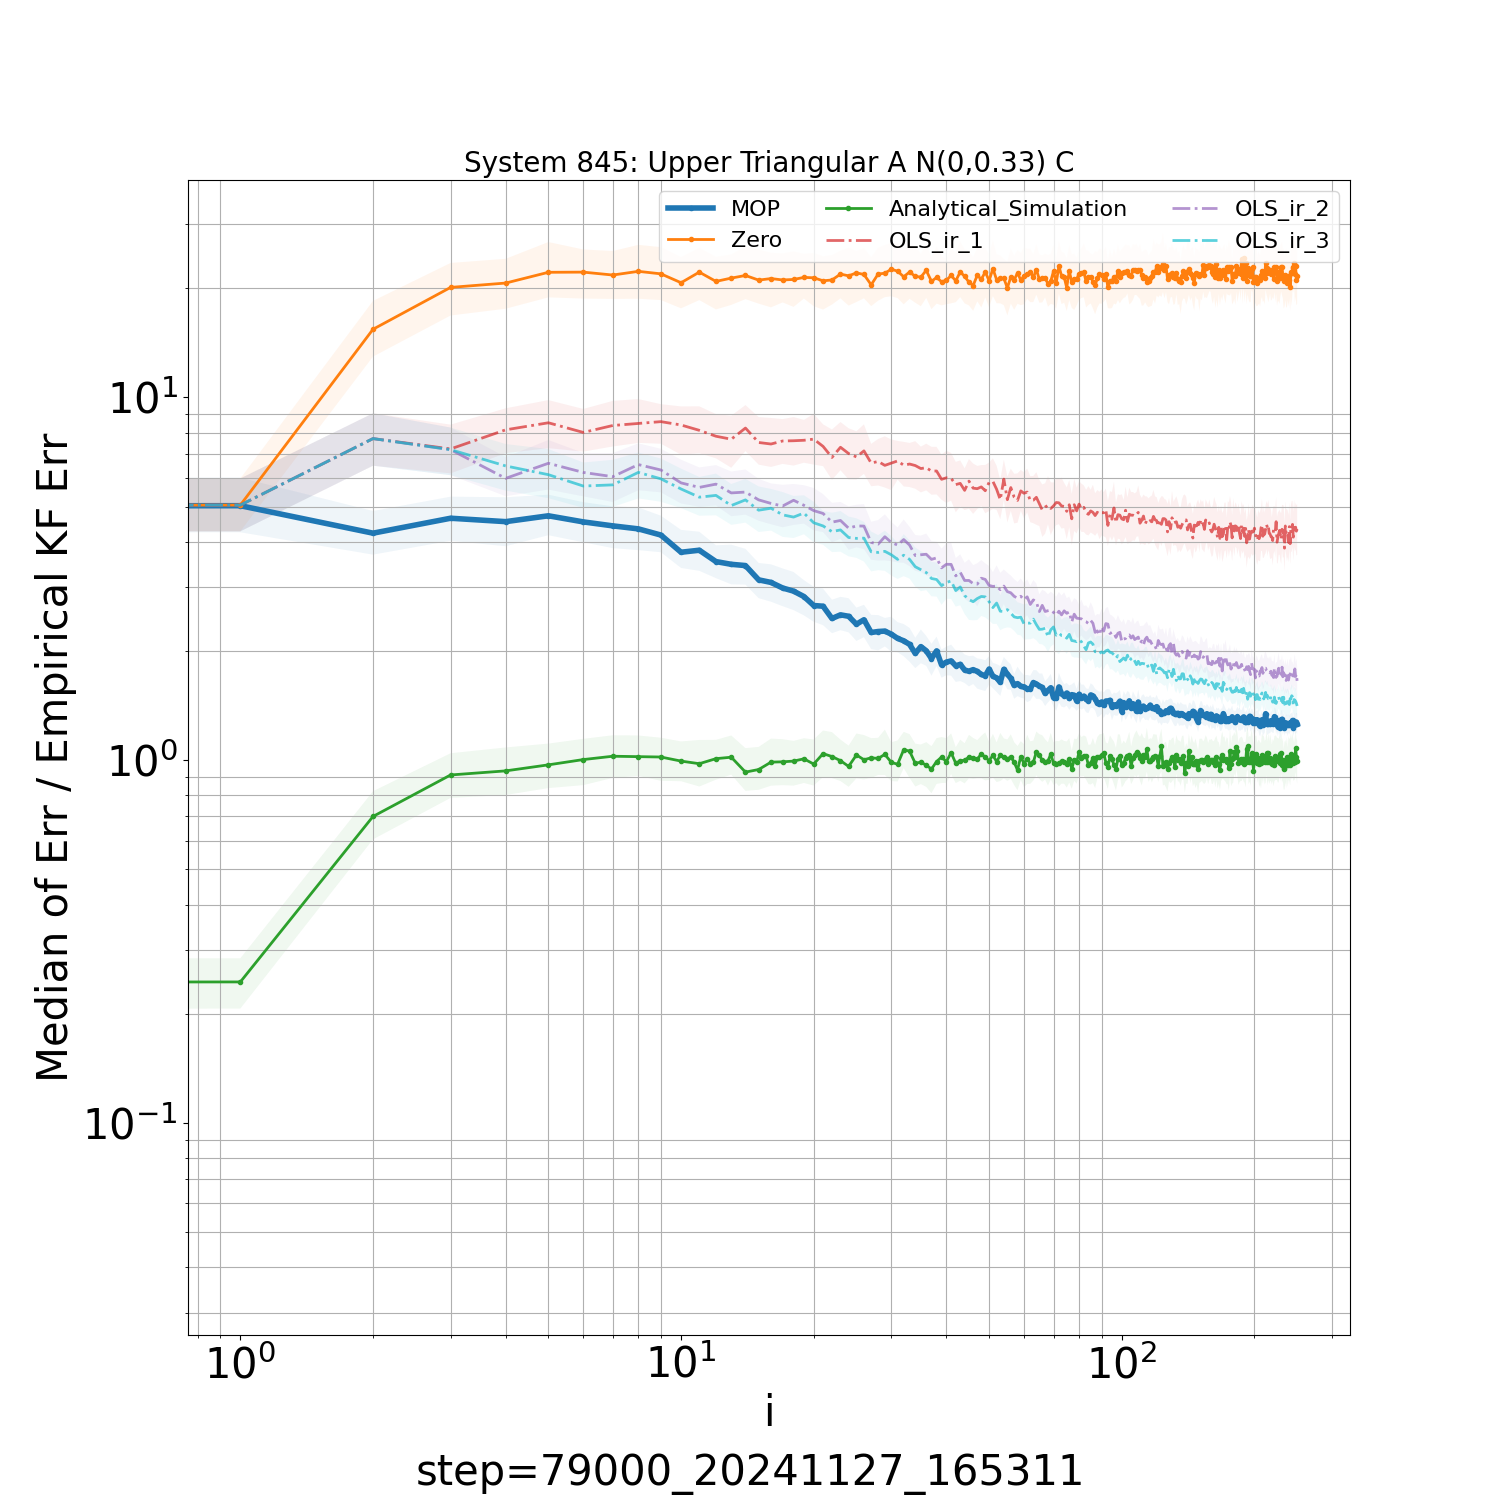 System 845: Upper Triangular A N(0,0.33) C
MOP
Zero
Analytical_Simulation
OLS_ir_1
OLS_ir_2
OLS_ir_3
Median of Err / Empirical KF Err
10¹
10⁰
10⁻¹
10⁰ 10¹ 10²
i
step=79000_20241127_165311